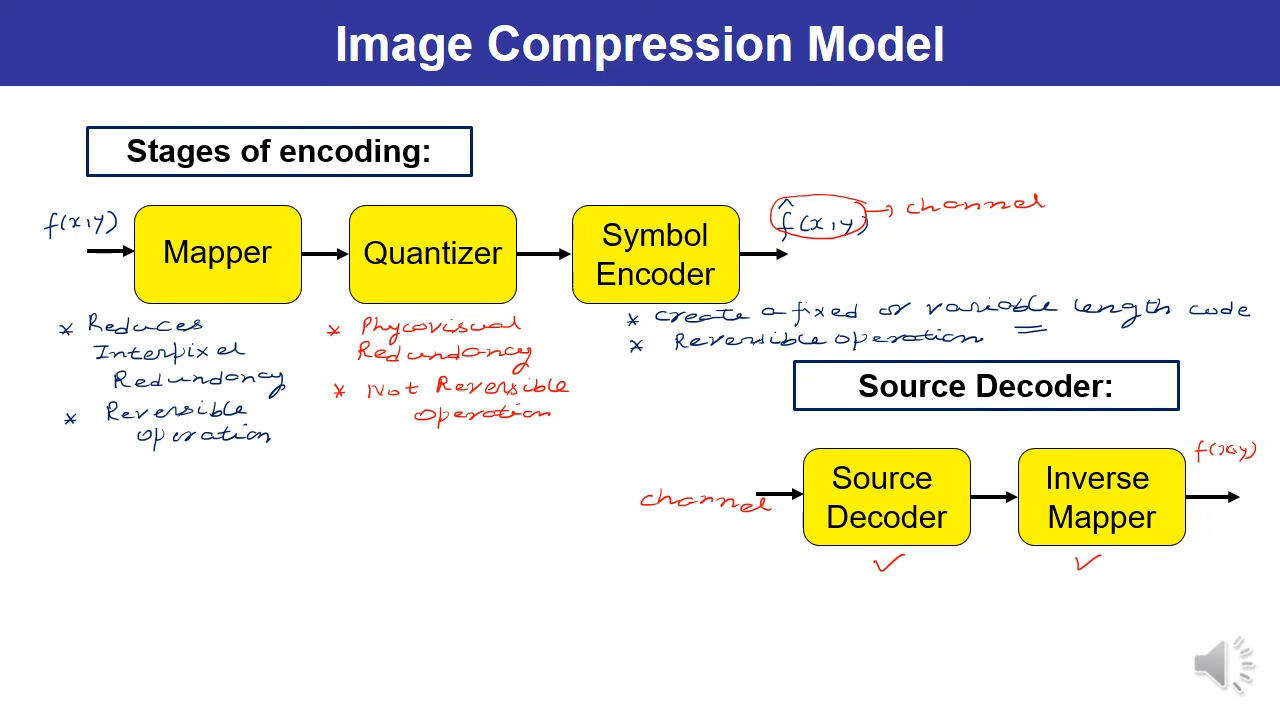 Image Compression Model
Stages of encoding:
f(x,y)
Mapper
Quantizer
Symbol
Encoder
f̂(x,y) → channel
* Reduces
Interpixel
Redundancy
* Reversible
operation
* Phycovisual
Redundancy
* Not Reversible
operation
* create a fixed or variable length code
* Reversible operation
Source Decoder:
channel
Source
Decoder
Inverse
Mapper
f(x,y)